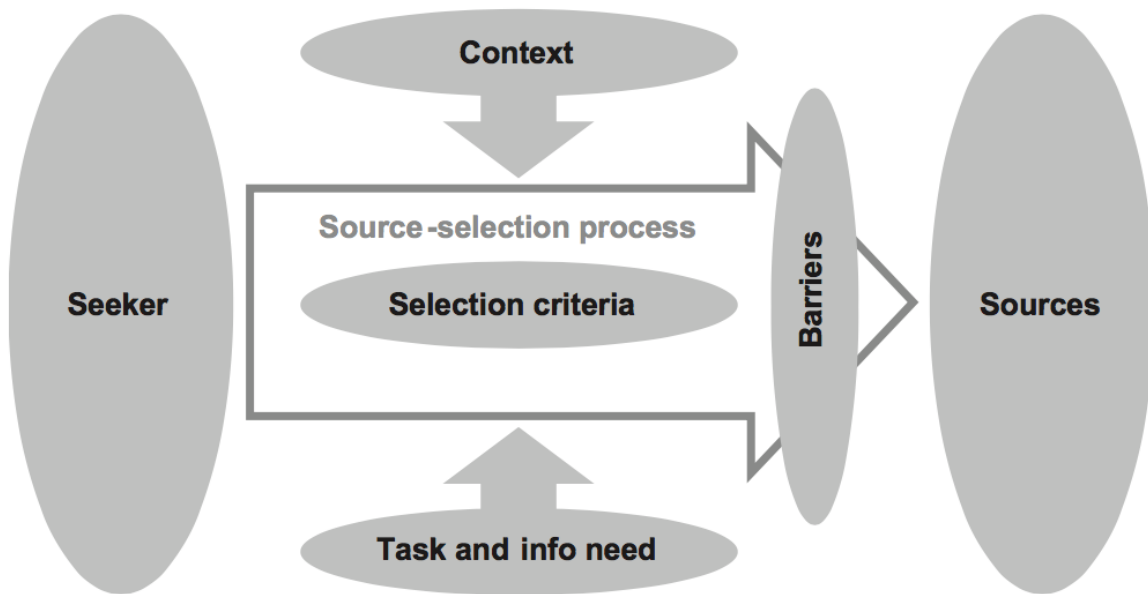 Context
Source-selection process
Seeker
Selection criteria
Barriers
Sources
Task and info need